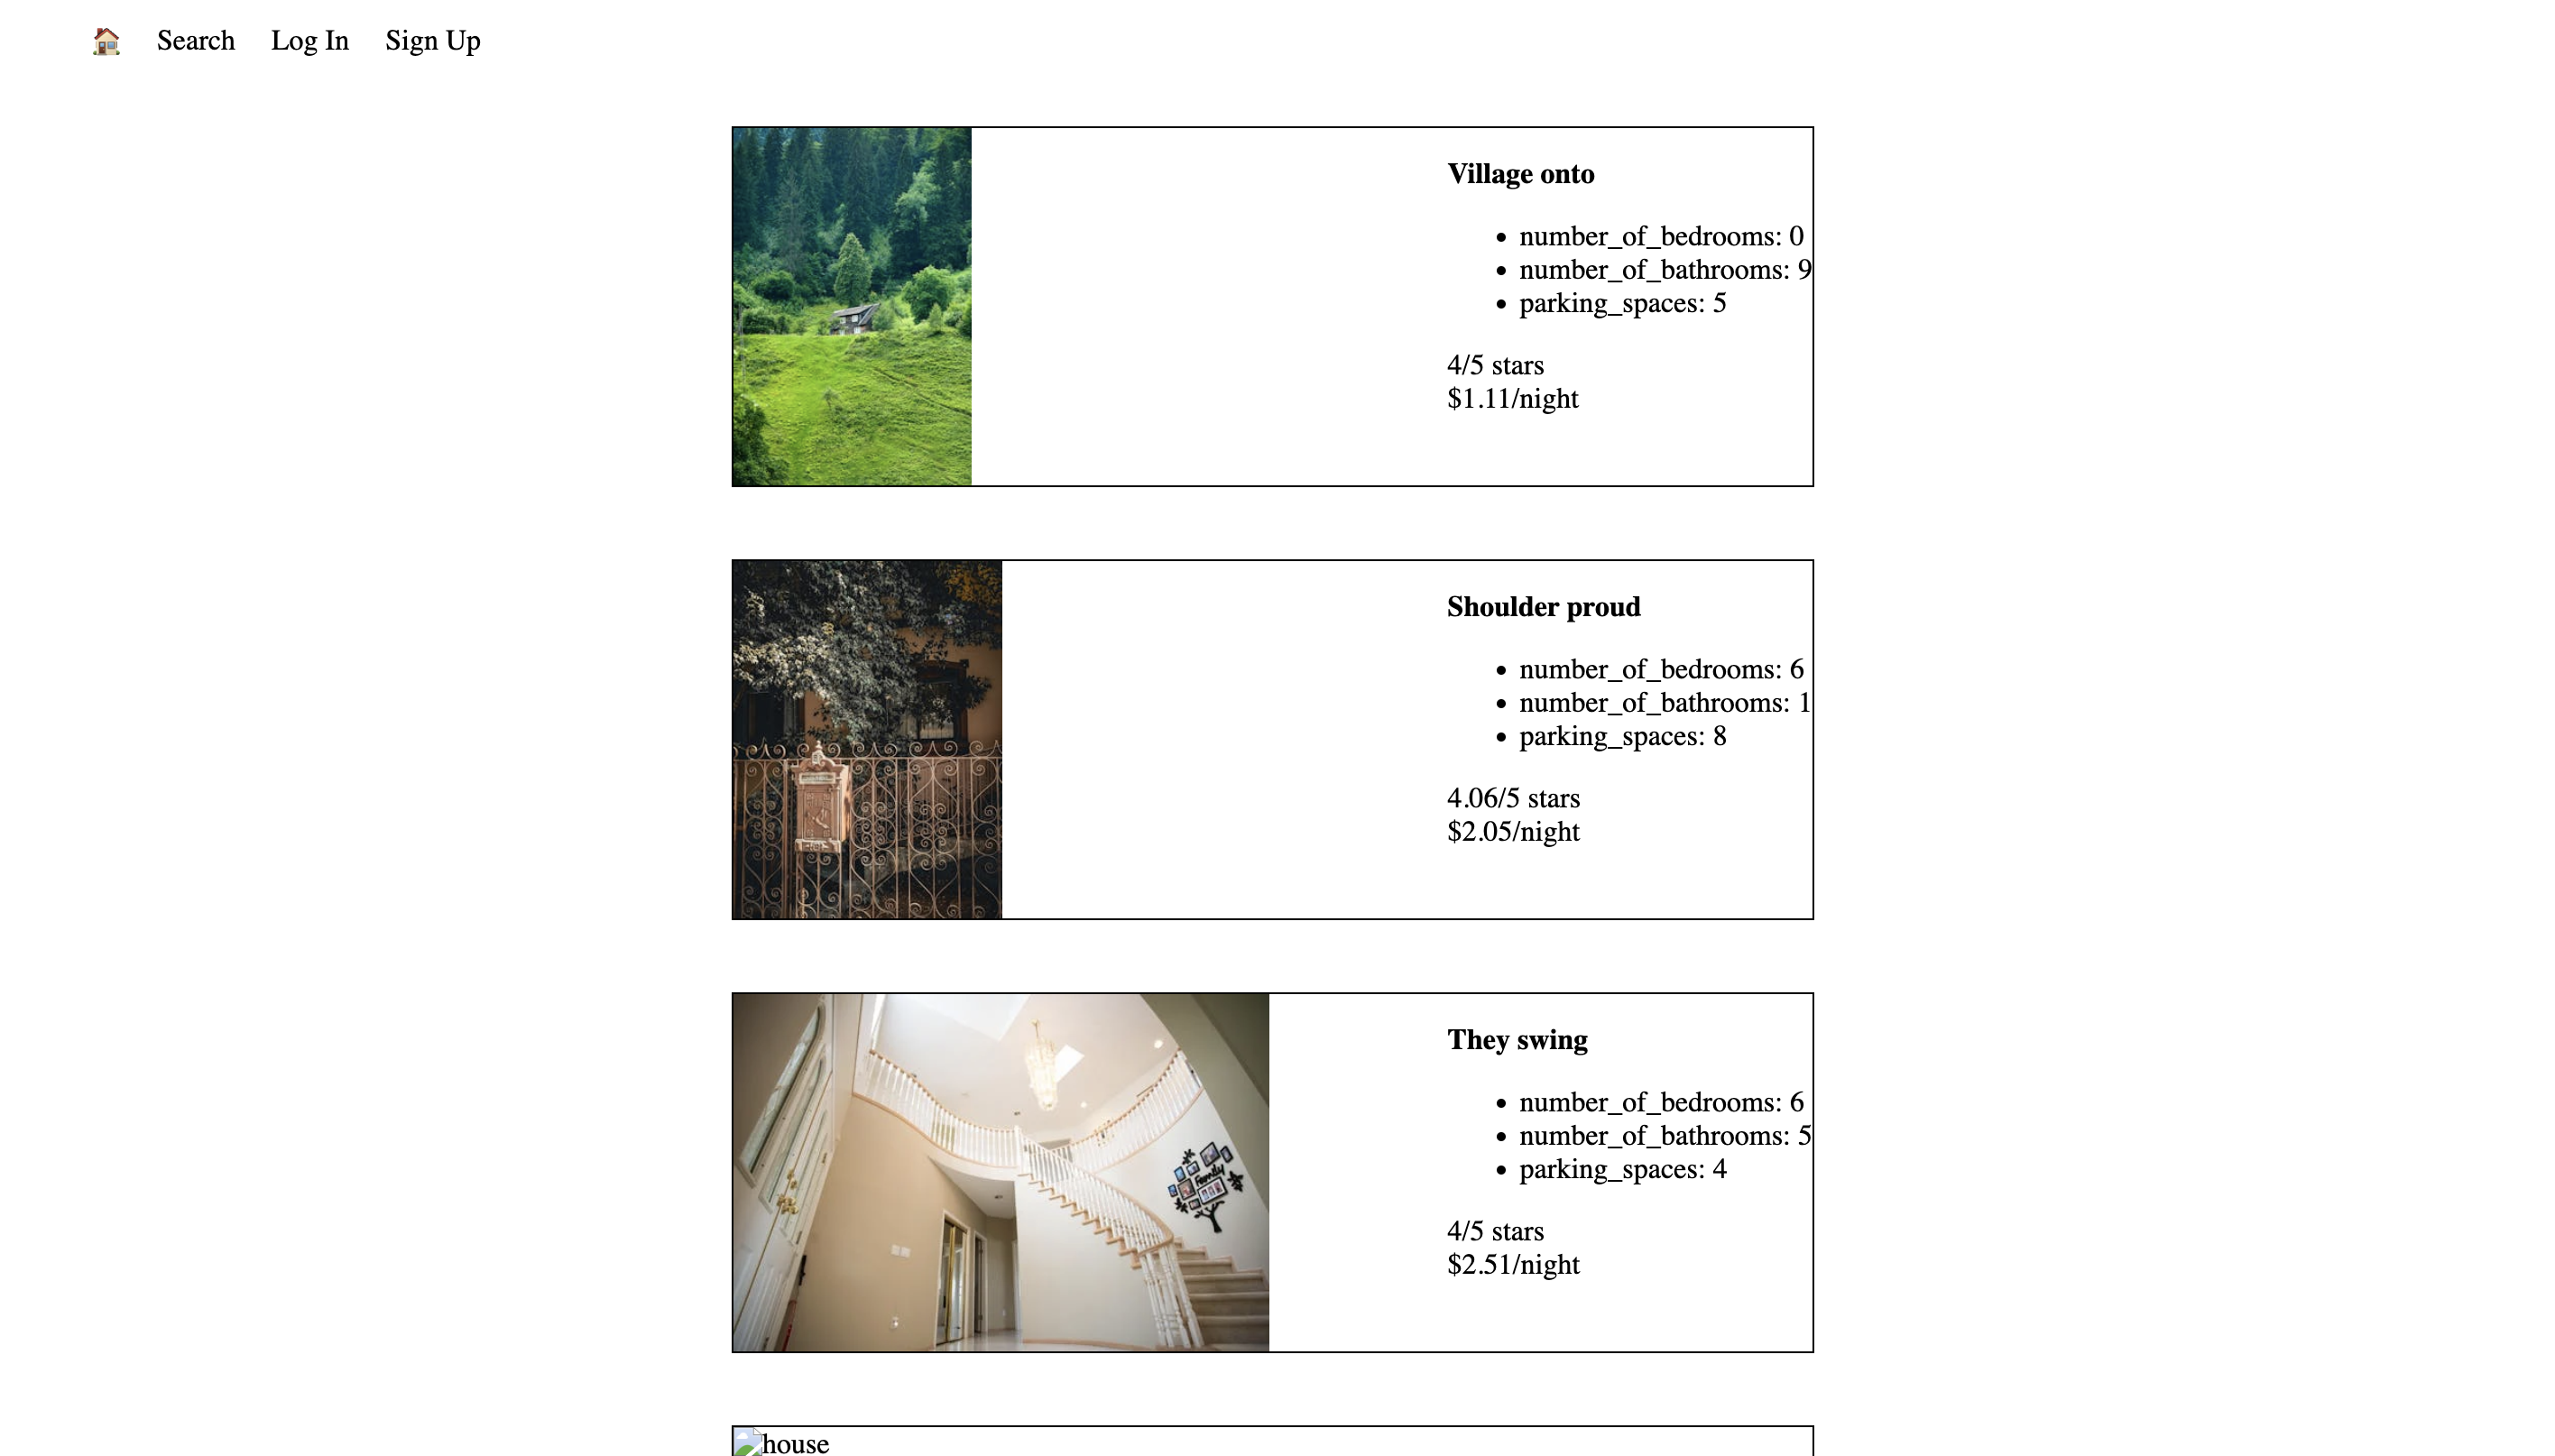 Search Log In Sign Up
Village onto
number_of_bedrooms: 0
number_of_bathrooms: 9
parking_spaces: 5
4/5 stars
$1.11/night
Shoulder proud
number_of_bedrooms: 6
number_of_bathrooms: 1
parking_spaces: 8
4.06/5 stars
$2.05/night
They swing
number_of_bedrooms: 6
number_of_bathrooms: 5
parking_spaces: 4
4/5 stars
$2.51/night
Family
house